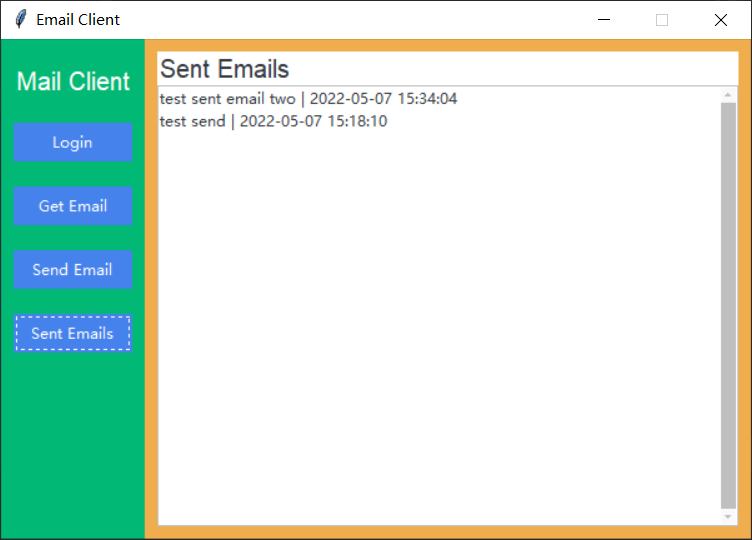 Email Client
Mail Client
Login
Get Email
Send Email
Sent Emails
Sent Emails
test sent email two | 2022-05-07 15:34:04
test send | 2022-05-07 15:18:10